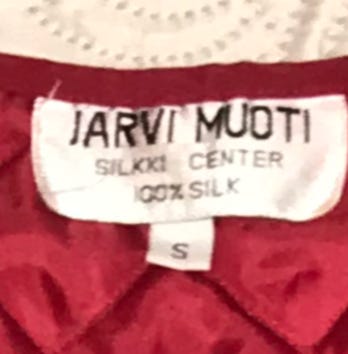 JARVI MUOTI
SILKKI CENTER
100% SILK
S